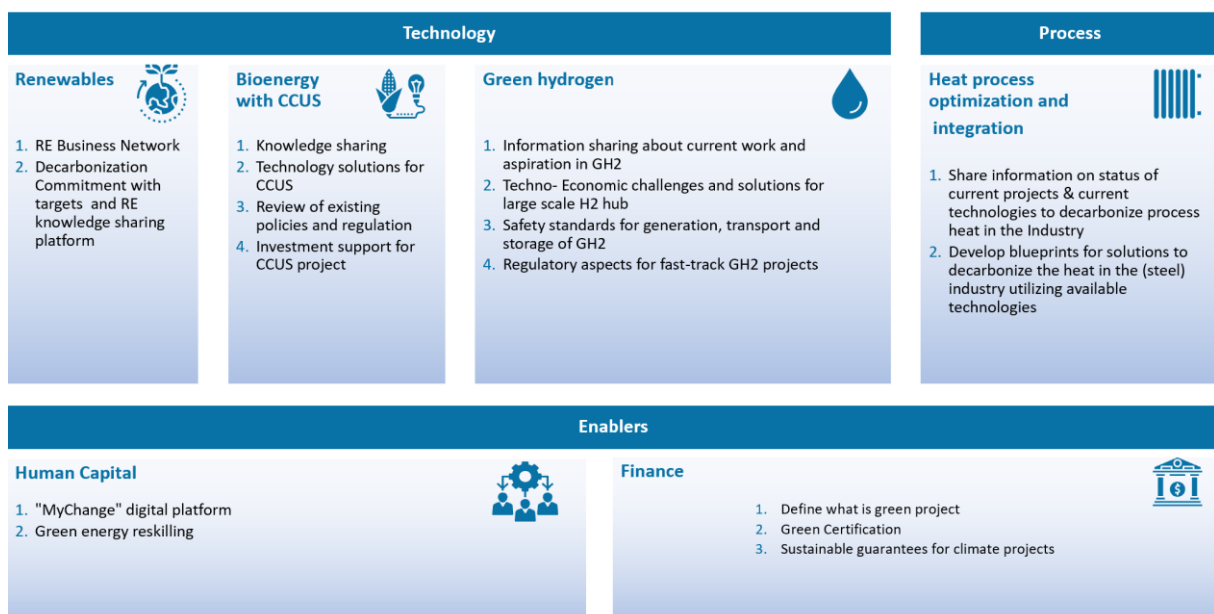 Technology
Renewables
1. RE Business Network
2. Decarbonization
Commitment with
targets and RE
knowledge sharing
platform
Bioenergy
with CCUS
1. Knowledge sharing
2. Technology solutions for
CCUS
3. Review of existing
policies and regulation
4. Investment support for
CCUS project
Green hydrogen
1. Information sharing about current work and
aspiration in GH2
2. Techno- Economic challenges and solutions for
large scale H2 hub
3. Safety standards for generation, transport and
storage of GH2
4. Regulatory aspects for fast-track GH2 projects
Process
Heat process
optimization and
integration
1. Share information on status of
current projects & current
technologies to decarbonize process
heat in the Industry
2. Develop blueprints for solutions to
decarbonize the heat in the (steel)
industry utilizing available
technologies
Enablers
Human Capital
1. "MyChange" digital platform
2. Green energy reskilling
Finance
1. Define what is green project
2. Green Certification
3. Sustainable guarantees for climate projects
$